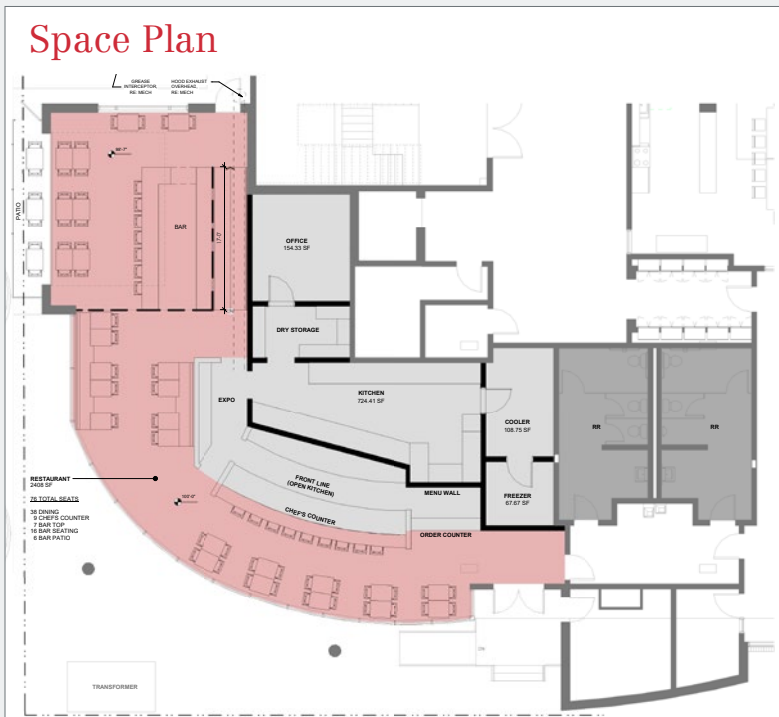 Space Plan
GREASE
INTERCEPTOR.
RE: MECH
HOOD EXHAUST
OVERHEAD.
RE: MECH
PATIO
BAR
17'-0"
OFFICE
154.33 SF
DRY STORAGE
EXPO
KITCHEN
724.41 SF
COOLER
108.75 SF
RR
RR
FREEZER
67.67 SF
MENU WALL
FRONT LINE
(OPEN KITCHEN)
CHEF'S COUNTER
ORDER COUNTER
RESTAURANT
2408 SF
76 TOTAL SEATS
38 DINING
9 CHEFS COUNTER
7 BAR TOP
16 BAR SEATING
6 BAR PATIO
100'-0"
TRANSFORMER